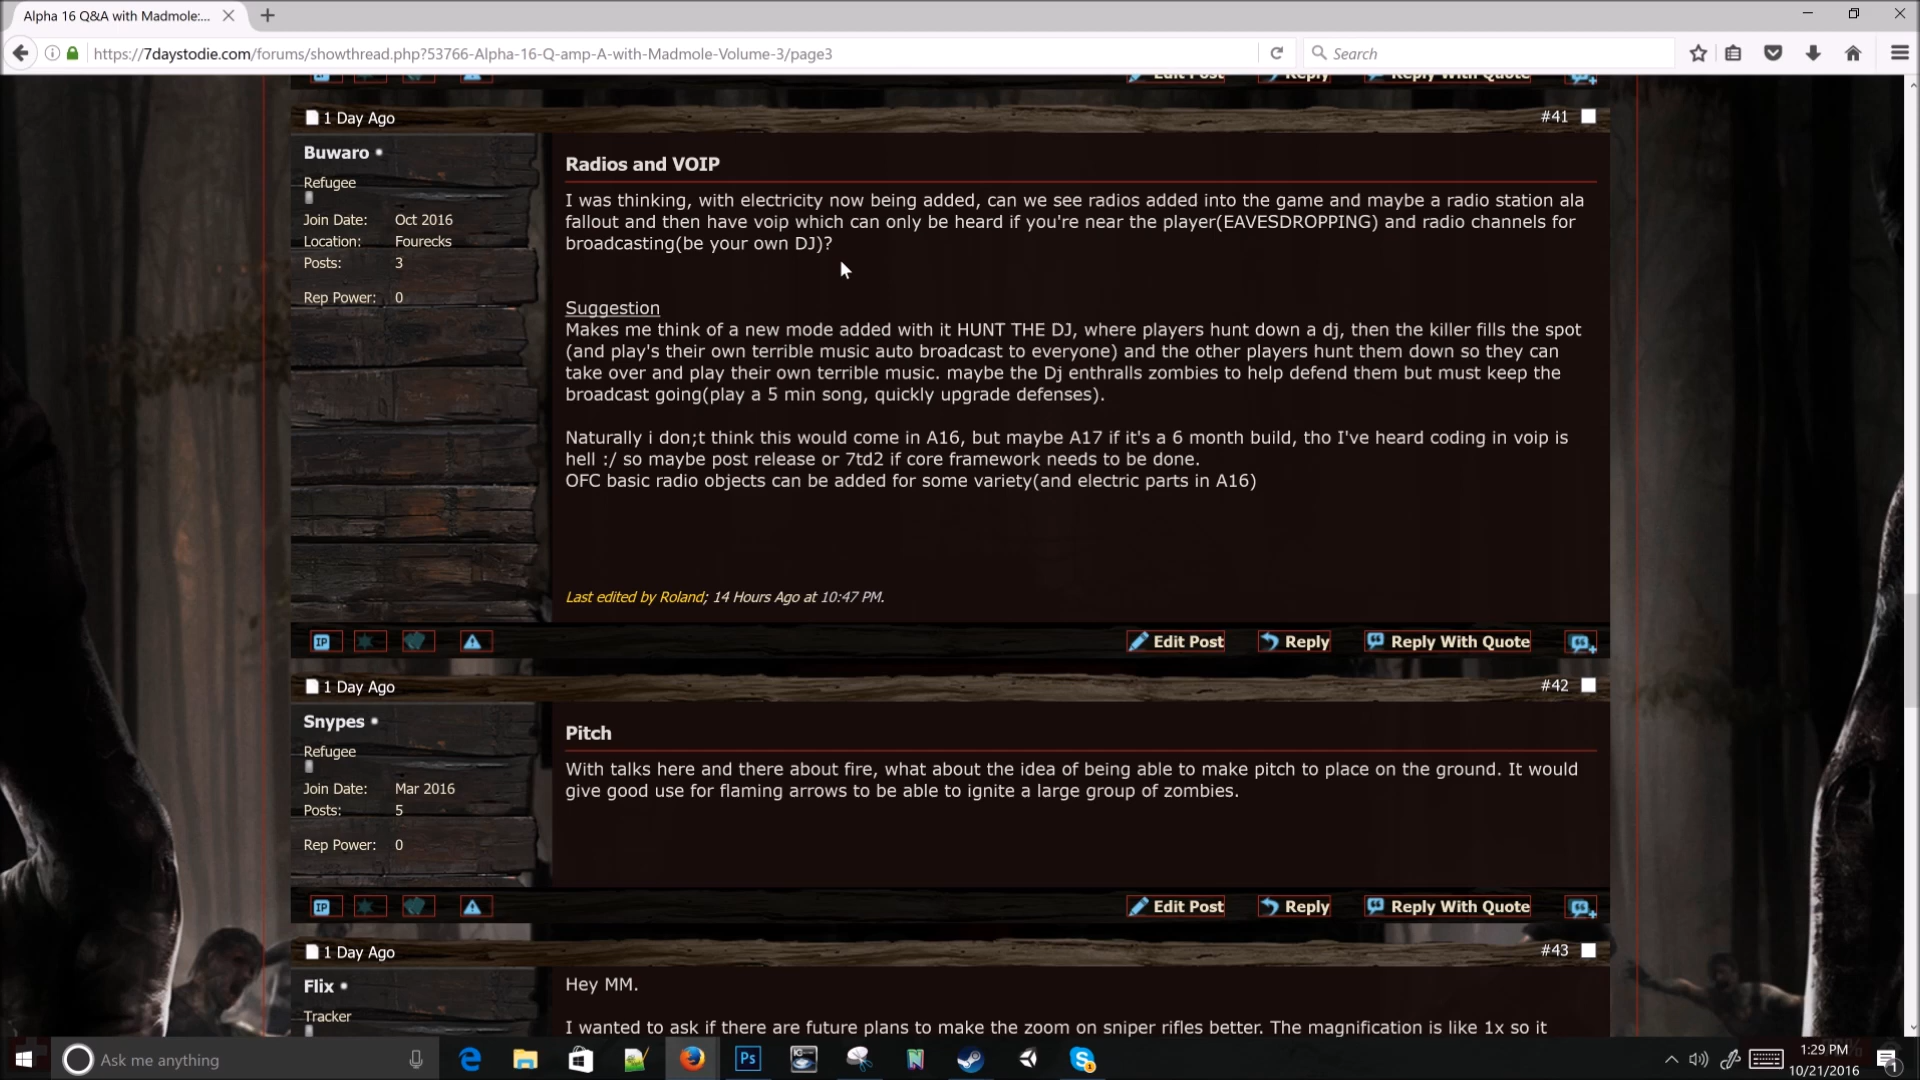 Alpha 16 Q&A with Madmole:...
https://7daystodie.com/forums/showthread.php?53766-Alpha-16-Q-amp-A-with-Madmole-Volume-3/page3
Search
Edit Post
Reply
Reply With Quote
1 Day Ago
#41
Buwaro
Refugee
Join Date: Oct 2016
Location: Fourecks
Posts: 3
Rep Power: 0
Radios and VOIP
I was thinking, with electricity now being added, can we see radios added into the game and maybe a radio station ala
fallout and then have voip which can only be heard if you're near the player(EAVESDROPPING) and radio channels for
broadcasting(be your own DJ)?
Suggestion
Makes me think of a new mode added with it HUNT THE DJ, where players hunt down a dj, then the killer fills the spot
(and play's their own terrible music auto broadcast to everyone) and the other players hunt them down so they can
take over and play their own terrible music. maybe the Dj enthralls zombies to help defend them but must keep the
broadcast going(play a 5 min song, quickly upgrade defenses).
Naturally i don;t think this would come in A16, but maybe A17 if it's a 6 month build, tho I've heard coding in voip is
hell :/ so maybe post release or 7td2 if core framework needs to be done.
OFC basic radio objects can be added for some variety(and electric parts in A16)
Last edited by Roland; 14 Hours Ago at 10:47 PM.
IP
Edit Post
Reply
Reply With Quote
1 Day Ago
#42
Snypes
Refugee
Join Date: Mar 2016
Posts: 5
Rep Power: 0
Pitch
With talks here and there about fire, what about the idea of being able to make pitch to place on the ground. It would
give good use for flaming arrows to be able to ignite a large group of zombies.
IP
Edit Post
Reply
Reply With Quote
1 Day Ago
#43
Flix
Tracker
Hey MM.
I wanted to ask if there are future plans to make the zoom on sniper rifles better. The magnification is like 1x so it
Ask me anything
Ps
1:29 PM
10/21/2016
1